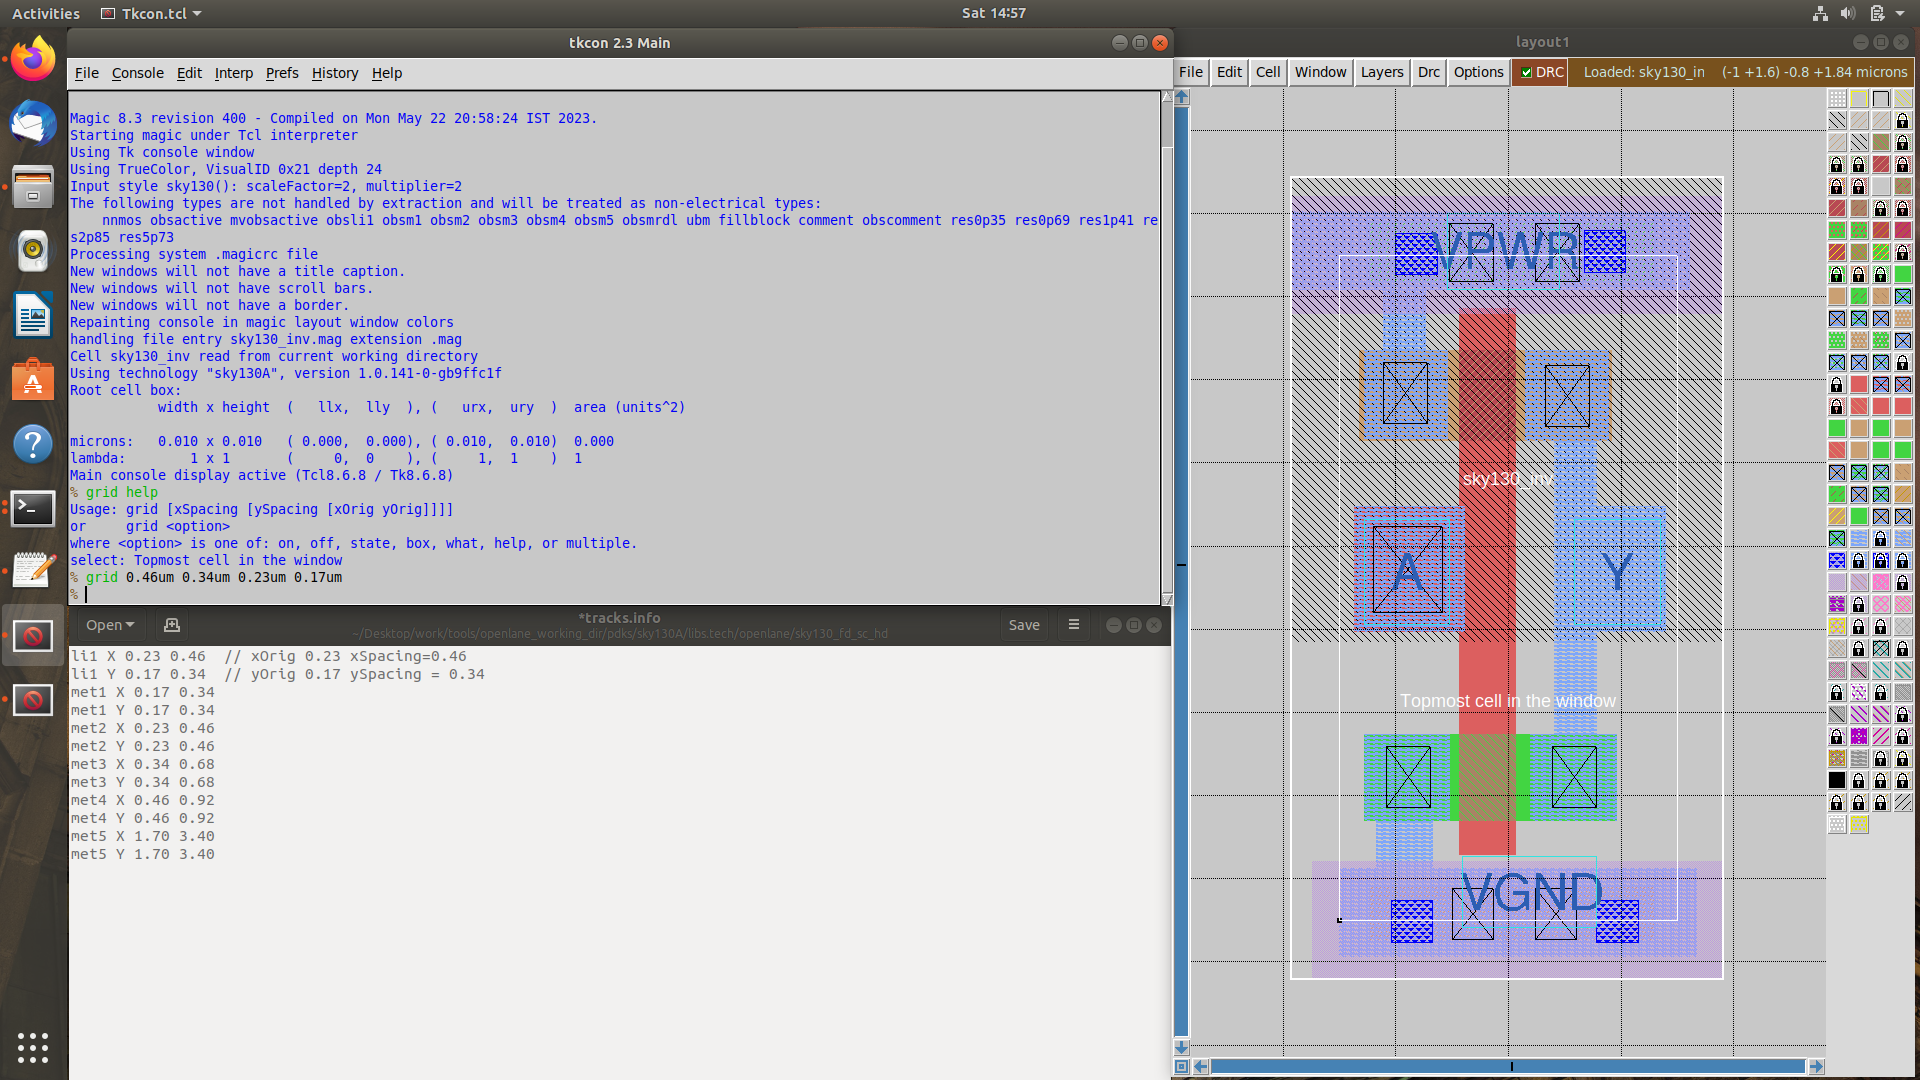 Activities
Tkcon.tcl
Sat 14:57
tkcon 2.3 Main
File Console Edit Interp Prefs History Help
Magic 8.3 revision 400 - Compiled on Mon May 22 20:58:24 IST 2023.
Starting magic under Tcl interpreter
Using Tk console window
Using TrueColor, VisualID 0x21 depth 24
Input style sky130(): scaleFactor=2, multiplier=2
The following types are not handled by extraction and will be treated as non-electrical types:
nnmos obsactive mvobsactive obsli1 obsm1 obsm2 obsm3 obsm4 obsm5 obsmrdl ubm fillblock comment obscomment res0p35 res0p69 res1p41 re
s2p85 res5p73
Processing system .magicrc file
New windows will not have a title caption.
New windows will not have scroll bars.
New windows will not have a border.
Repainting console in magic layout window colors
handling file entry sky130_inv.mag extension .mag
Cell sky130_inv read from current working directory
Using technology "sky130A", version 1.0.141-0-gb9ffc1f
Root cell box:
width x height ( llx, lly ), ( urx, ury ) area (units^2)
microns: 0.010 x 0.010 ( 0.000, 0.000), ( 0.010, 0.010) 0.000
lambda: 1 x 1 ( 0, 0 ), ( 1, 1 ) 1
Main console display active (Tcl8.6.8 / Tk8.6.8)
% grid help
Usage: grid [xSpacing [ySpacing [xOrig yOrig]]]]
or grid <option>
where <option> is one of: on, off, state, box, what, help, or multiple.
select: Topmost cell in the window
% grid 0.46um 0.34um 0.23um 0.17um
%
Open
*tracks.info
~/Desktop/work/tools/openlane_working_dir/pdks/sky130A/libs.tech/openlane/sky130_fd_sc_hd
Save
li1 X 0.23 0.46 // xOrig 0.23 xSpacing=0.46
li1 Y 0.17 0.34 // yOrig 0.17 ySpacing = 0.34
met1 X 0.17 0.34
met1 Y 0.17 0.34
met2 X 0.23 0.46
met2 Y 0.23 0.46
met3 X 0.34 0.68
met3 Y 0.34 0.68
met4 X 0.46 0.92
met4 Y 0.46 0.92
met5 X 1.70 3.40
met5 Y 1.70 3.40
layout1
File Edit Cell Window Layers Drc Options DRC Loaded: sky130_in (-1 +1.6) -0.8 +1.84 microns
VPWR
sky130_inv
A
Y
Topmost cell in the window
VGND